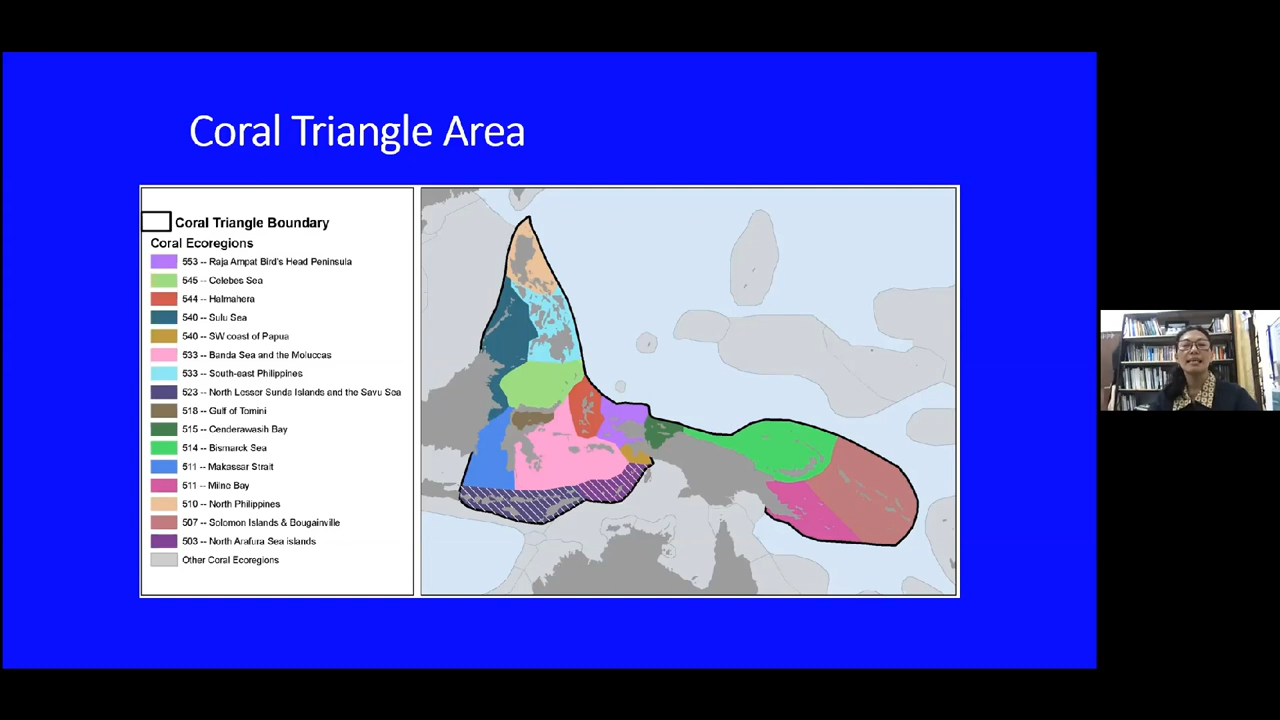 Coral Triangle Area
Coral Triangle Boundary
Coral Ecoregions
553 -- Raja Ampat Bird's Head Peninsula
545 -- Celebes Sea
544 -- Halmahera
540 -- Sulu Sea
540 -- SW coast of Papua
533 -- Banda Sea and the Moluccas
533 -- South-east Philippines
523 -- North Lesser Sunda Islands and the Savu Sea
518 -- Gulf of Tomini
515 -- Cenderawasih Bay
514 -- Bismarck Sea
511 -- Makassar Strait
511 -- Milne Bay
510 -- North Philippines
507 -- Solomon Islands & Bougainville
503 -- North Arafura Sea islands
Other Coral Ecoregions